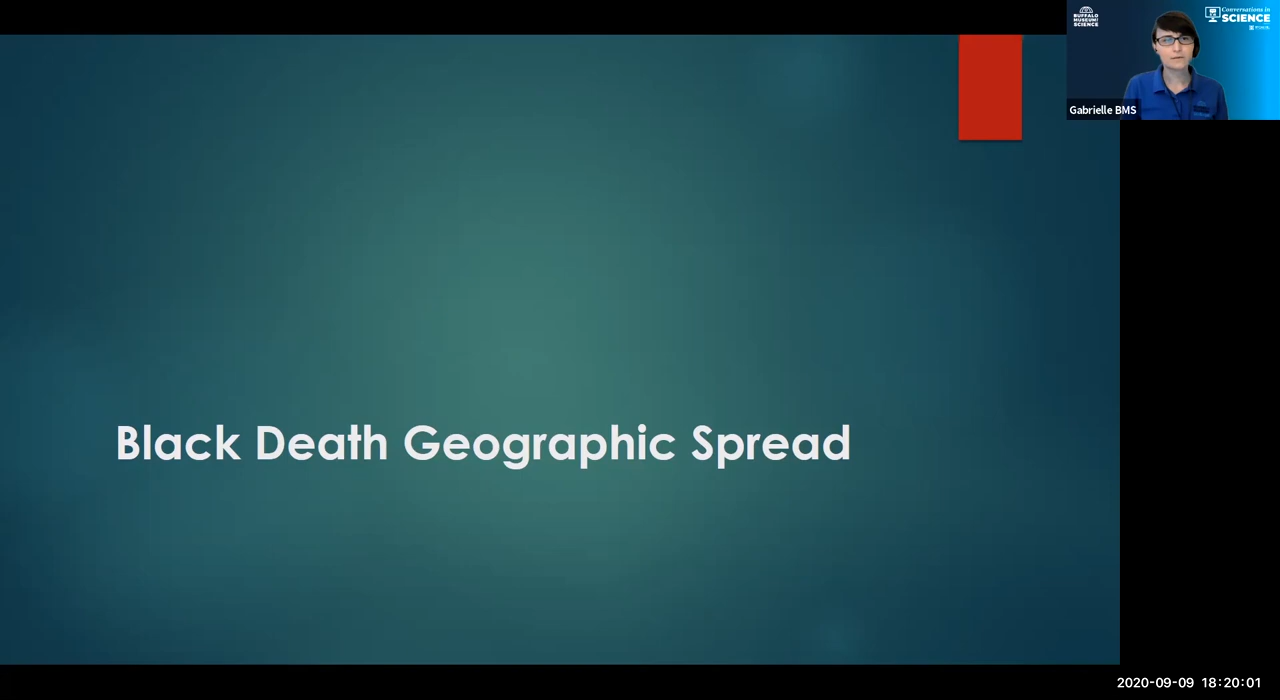 BUFFALO
MUSEUM
SCIENCE
Conversations in
SCIENCE
Gabrielle BMS
Black Death Geographic Spread
2020-09-09 18:20:01